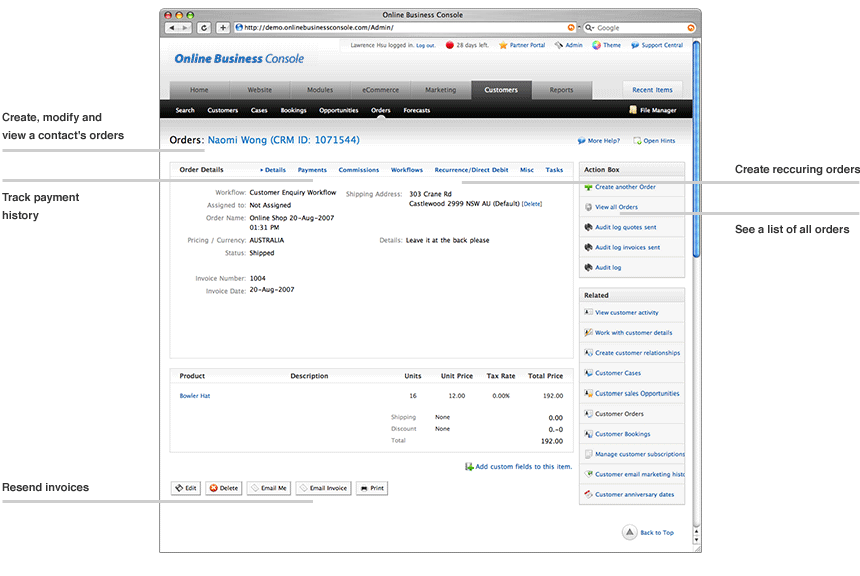 Online Business Console
http://demo.onlinebusinessconsole.com/Admin/
Google
Lawrence Hsu logged in. Log out.
28 days left.
Partner Portal
Admin
Theme
Support Central
Online Business Console
Home
Website
Modules
eCommerce
Marketing
Customers
Reports
Recent Items
Search
Customers
Cases
Bookings
Opportunities
Orders
Forecasts
File Manager
Create, modify and
view a contact's orders
Orders: Naomi Wong (CRM ID: 1071544)
More Help?
Open Hints
Order Details
Details
Payments
Commissions
Workflows
Recurrence/Direct Debit
Misc
Tasks
Track payment
history
Workflow: Customer Enquiry Workflow
Assigned to: Not Assigned
Order Name: Online Shop 20-Aug-2007
01:31 PM
Pricing / Currency: AUSTRALIA
Status: Shipped
Invoice Number: 1004
Invoice Date: 20-Aug-2007
Shipping Address: 303 Crane Rd
Castlewood 2999 NSW AU (Default) [Delete]
Details: Leave it at the back please
Action Box
Create another Order
View all Orders
Audit log quotes sent
Audit log invoices sent
Audit log
Create reccuring orders
See a list of all orders
Related
View customer activity
Work with customer details
Create customer relationships
Customer Cases
Customer sales Opportunities
Customer Orders
Customer Bookings
Manage customer subscriptions
Customer email marketing histo
Customer anniversary dates
Product
Description
Units
Unit Price
Tax Rate
Total Price
Bowler Hat
16
12.00
0.00%
192.00
Shipping None 0.00
Discount None 0.-0
Total 192.00
Add custom fields to this item.
Resend invoices
Edit
Delete
Email Me
Email Invoice
Print
Back to Top